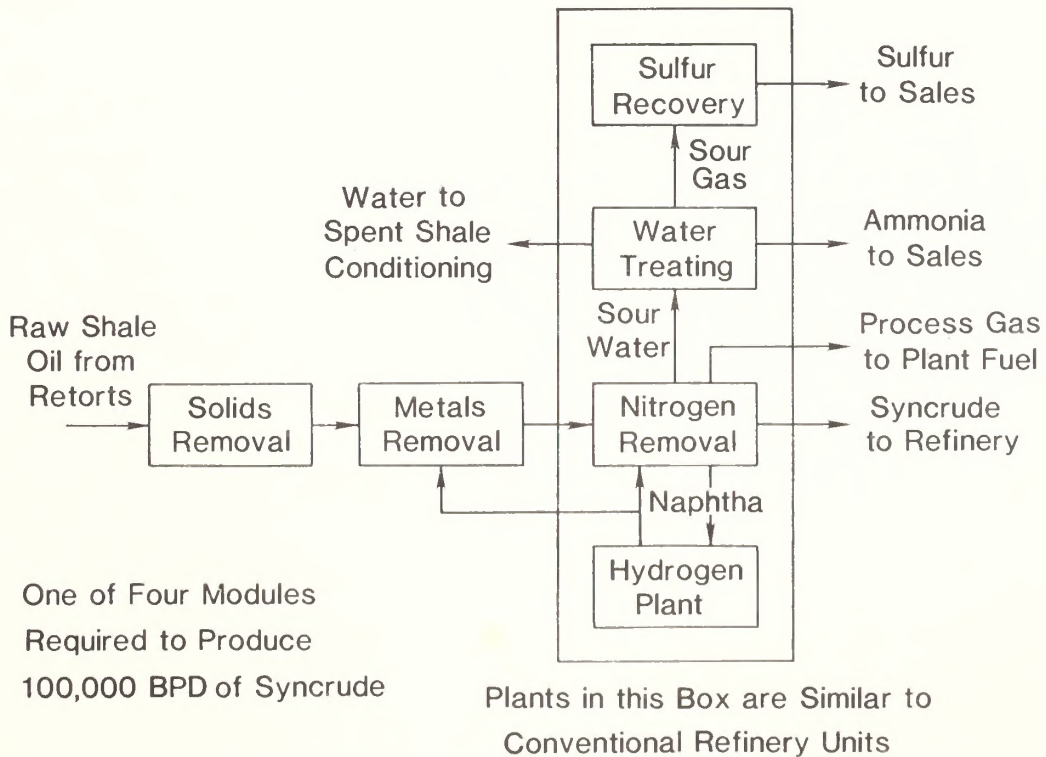 Sulfur
Recovery
Sulfur
to Sales
Sour
Gas
Water to
Spent Shale
Conditioning
Water
Treating
Ammonia
to Sales
Sour
Water
Process Gas
to Plant Fuel
Raw Shale
Oil from
Retorts
Solids
Removal
Metals
Removal
Nitrogen
Removal
Syncrude
to Refinery
Naphtha
Hydrogen
Plant
One of Four Modules
Required to Produce
100,000 BPD of Syncrude
Plants in this Box are Similar to
Conventional Refinery Units